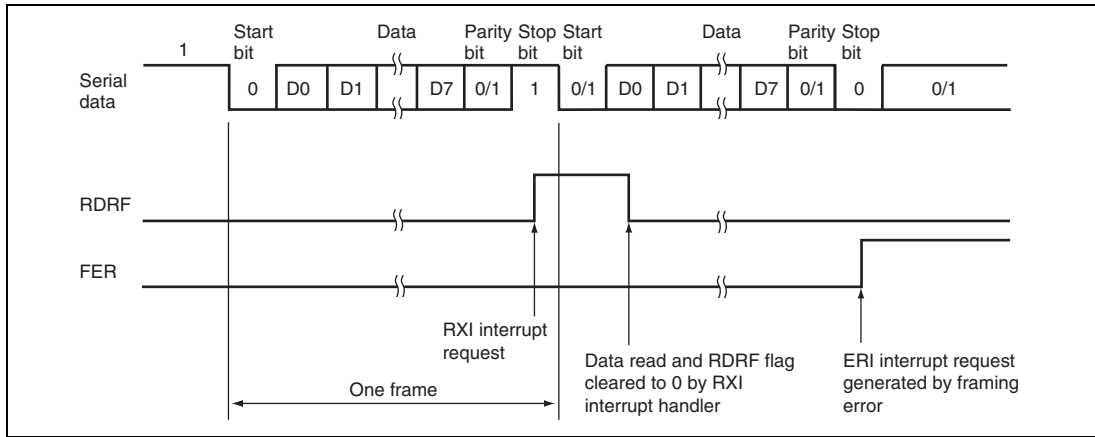 1
Start bit
Data
Parity bit
Stop bit
Start bit
Data
Parity bit
Stop bit
Serial data
0 D0 D1 D7 0/1 1 0/1 D0 D1 D7 0/1 0 0/1
RDRF
FER
RXI interrupt
request
Data read and RDRF flag
cleared to 0 by RXI
interrupt handler
ERI interrupt request
generated by framing
error
One frame